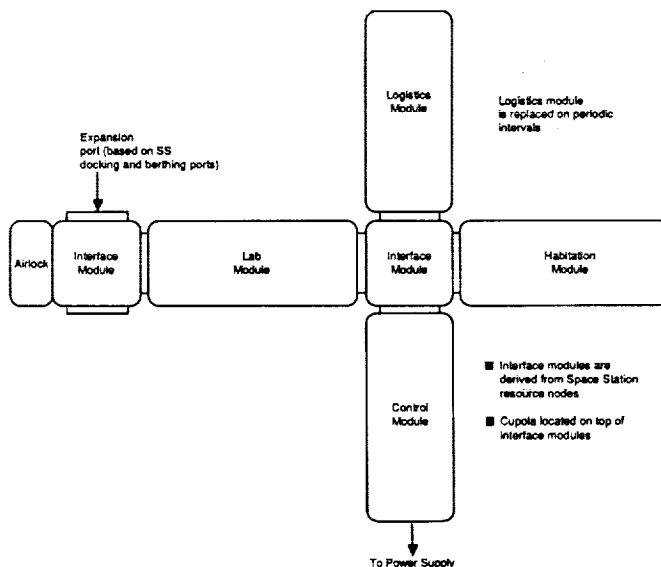 Logistics
Module
Logistics module
is replaced on periodic
intervals
Expansion
port (based on SS
docking and berthing ports)
Airlock
Interface
Module
Lab
Module
Interface
Module
Habitation
Module
■ Interface modules are
derived from Space Station
resource nodes
■ Cupola located on top of
interface modules
Control
Module
To Power Supply